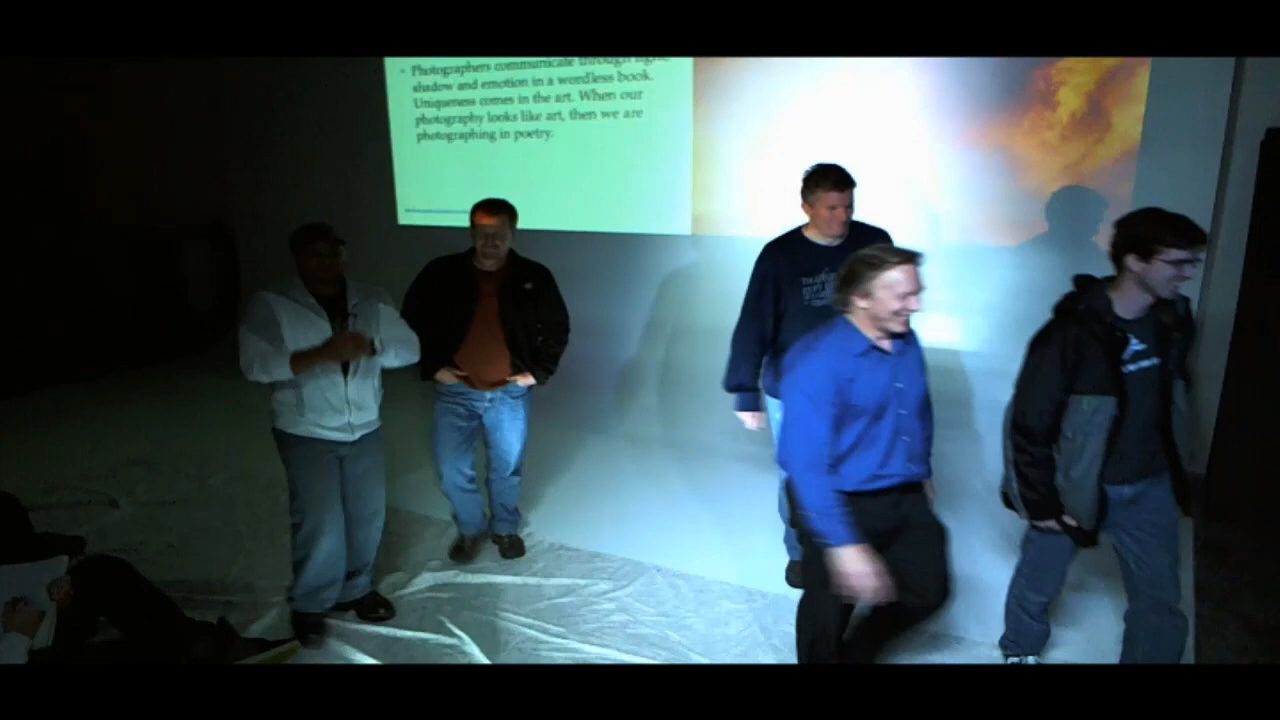 • Photographers communicate through light,
shadow and emotion in a wordless book.
Uniqueness comes in the art. When our
photography looks like art, then we are
photographing in poetry.